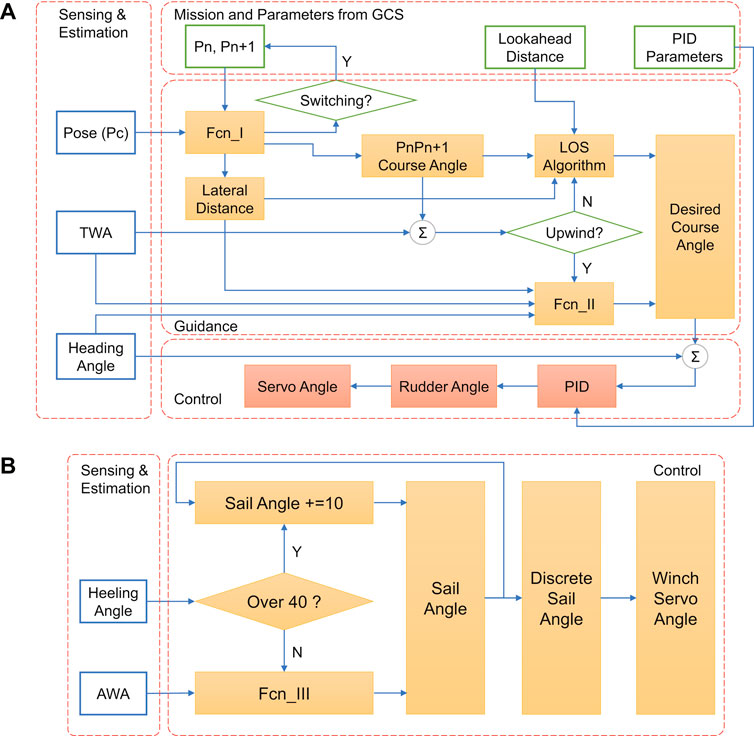 A
Sensing &
Estimation
Mission and Parameters from GCS
Pn, Pn+1
Lookahead
Distance
PID
Parameters
Y
Switching?
Pose (Pc)
Fcn_I
PnPn+1
Course Angle
LOS
Algorithm
Lateral
Distance
N
Desired
Course
Angle
TWA
Σ
Upwind?
Y
Fcn_II
Guidance
Heading
Angle
Σ
Control
Servo Angle
Rudder Angle
PID
B
Sensing &
Estimation
Control
Sail Angle +=10
Y
Heeling
Angle
Over 40 ?
Sail
Angle
Discrete
Sail
Angle
Winch
Servo
Angle
N
AWA
Fcn_III